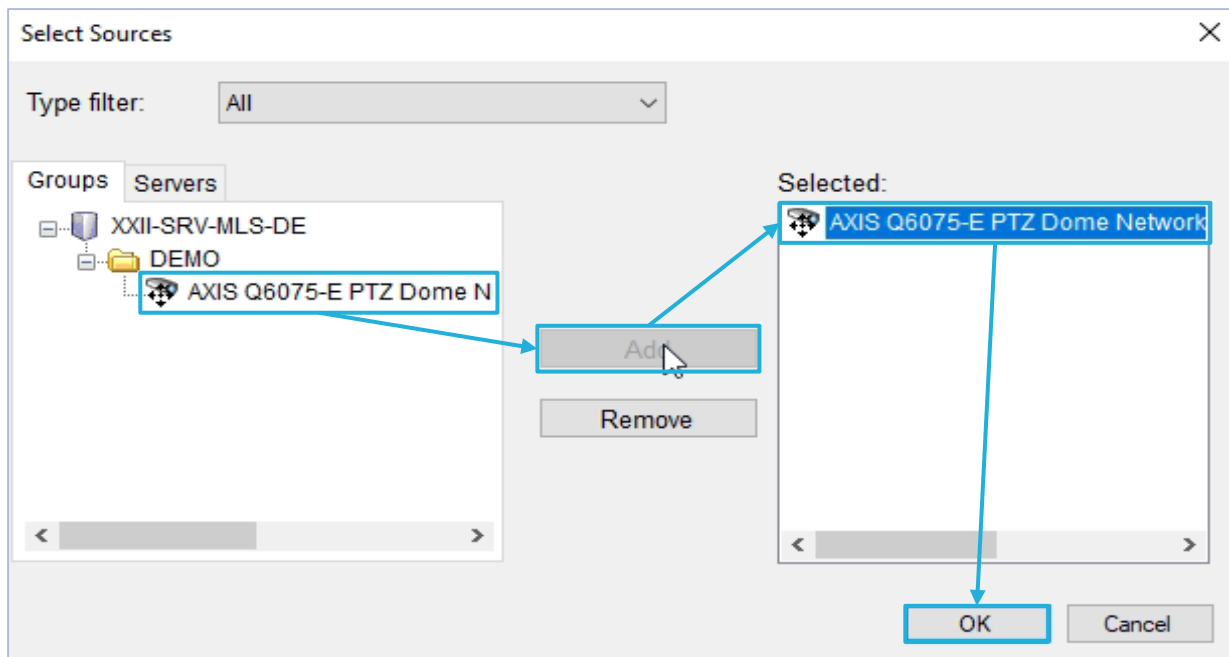 Select Sources
Type filter:
All
Groups
Servers
XXII-SRV-MLS-DE
DEMO
AXIS Q6075-E PTZ Dome N
Add
Remove
Selected:
AXIS Q6075-E PTZ Dome Network
OK
Cancel